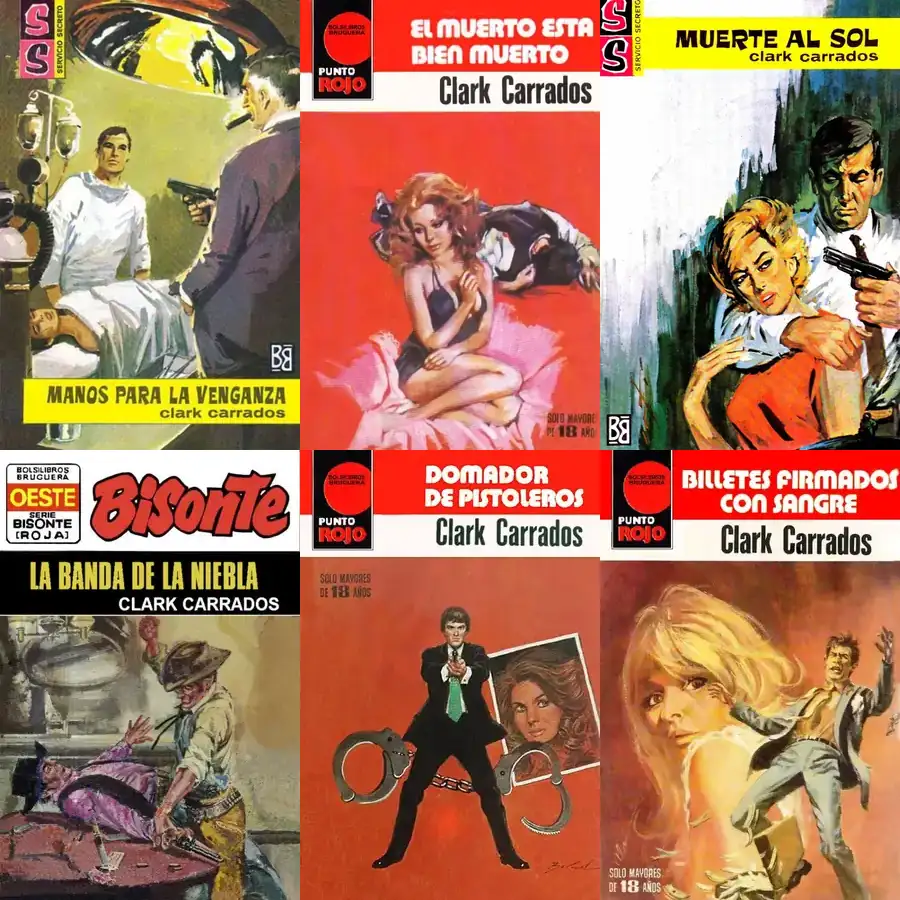 SS
SERVICIO SECRETO
MANOS PARA LA VENGANZA
clark carrados
BB
BOLSILIBROS
BRUGUERA
PUNTO
ROJO
EL MUERTO ESTA
BIEN MUERTO
Clark Carrados
SOLO MAYORE
DE 18 AÑO
SS
SERVICIO SECRETO
MUERTE AL SOL
clark carrados
BB
BOLSILIBROS
BRUGUERA
OESTE
SERIE
BISONTE
(ROJA)
BISONTE
LA BANDA DE LA NIEBLA
CLARK CARRADOS
BOLSILIBROS
BRUGUERA
PUNTO
ROJO
DOMADOR
DE PISTOLEROS
Clark Carrados
SOLO MAYORES
DE 18 AÑOS
BOLSILIBROS
BRUGUERA
PUNTO
ROJO
BILLETES FIRMADOS
CON SANGRE
Clark Carrados
SOLO MAYORES
DE 18 AÑOS